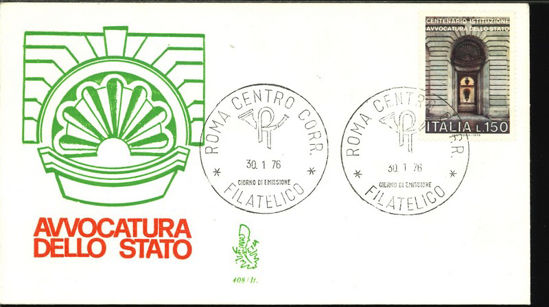 CENTENARIO ISTITUZIONE
AVVOCATURA DELLO STATO
ITALIA L.150
ROMA CENTRO CORR.
30.1.76
GIORNO DI EMISSIONE
* FILATELICO *
ROMA CENTRO CORR.
30.1.76
GIORNO DI EMISSIONE
* FILATELICO *
AVVOCATURA
DELLO STATO
408/It.